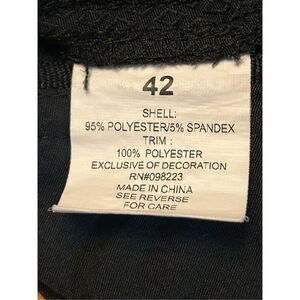 42
SHELL:
95% POLYESTER/5% SPANDEX
TRIM :
100% POLYESTER
EXCLUSIVE OF DECORATION
RN#098223
MADE IN CHINA
SEE REVERSE
FOR CARE